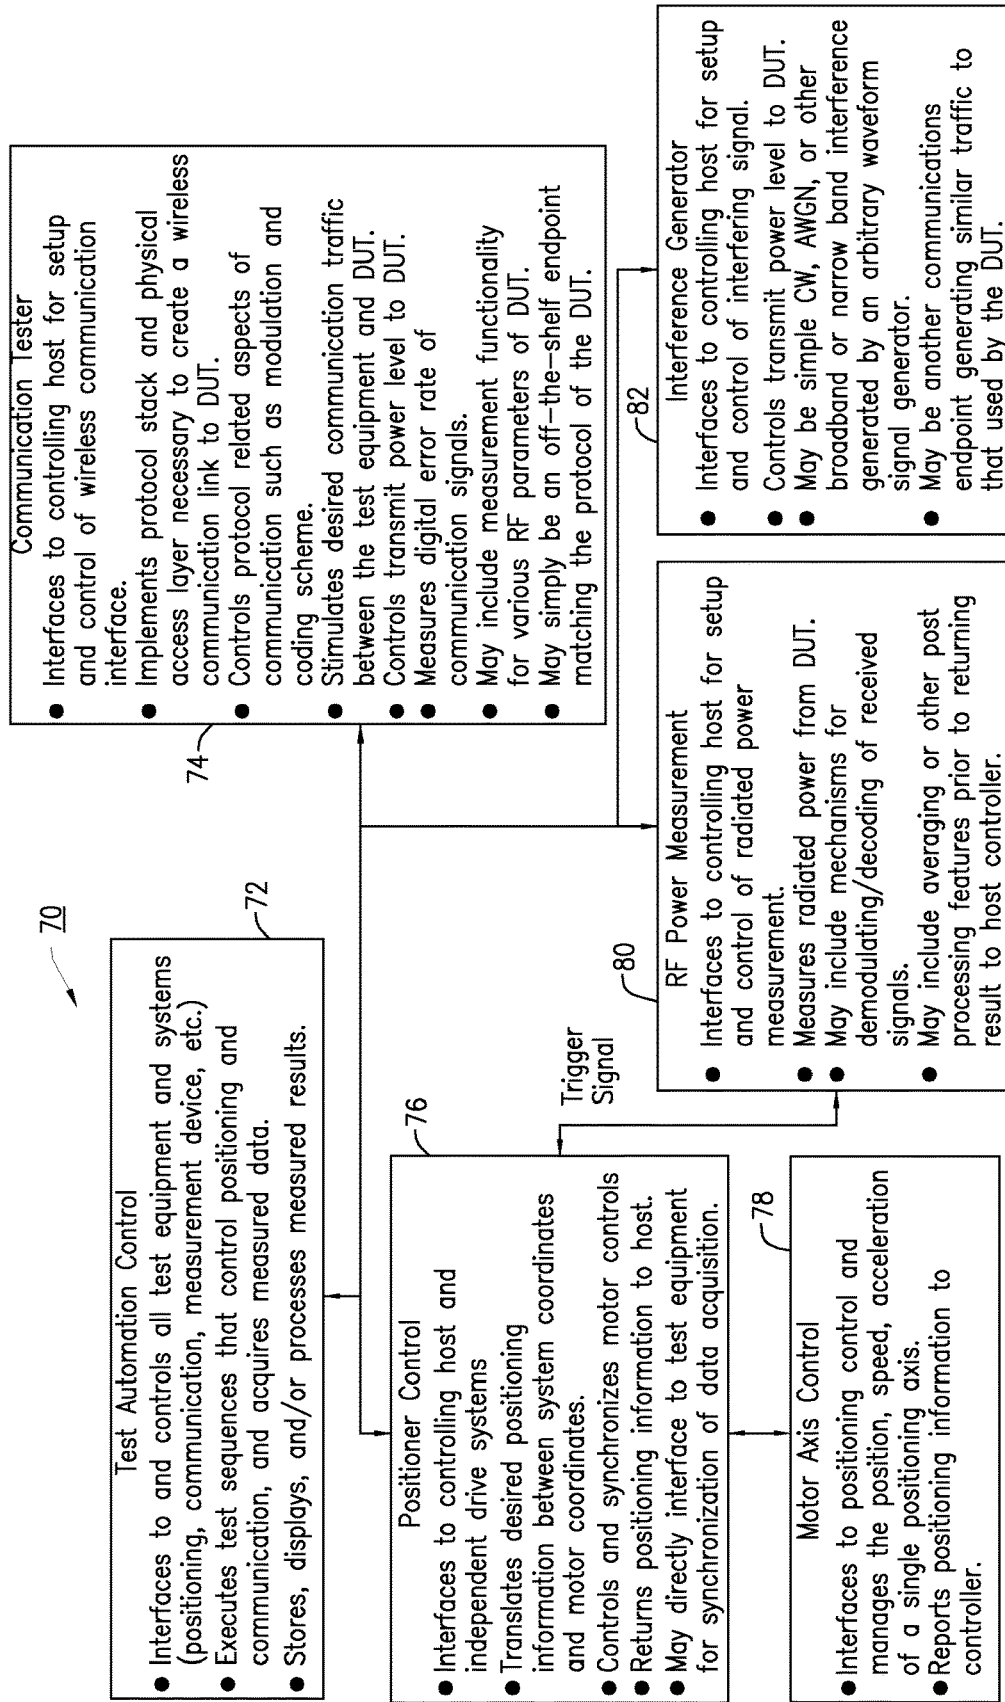 70
Test Automation Control
● Interfaces to and controls all test equipment and systems
(positioning, communication, measurement device, etc.)
● Executes test sequences that control positioning and
communication, and acquires measured data.
● Stores, displays, and/or processes measured results.
72
Communication Tester
● Interfaces to controlling host for setup
and control of wireless communication
interface.
● Implements protocol stack and physical
access layer necessary to create a wireless
communication link to DUT.
● Controls protocol related aspects of
communication such as modulation and
coding scheme.
● Stimulates desired communication traffic
between the test equipment and DUT.
● Controls transmit power level to DUT.
● Measures digital error rate of
communication signals.
● May include measurement functionality
for various RF parameters of DUT.
● May simply be an off-the-shelf endpoint
matching the protocol of the DUT.
74
Positioner Control
● Interfaces to controlling host and
independent drive systems
● Translates desired positioning
information between system coordinates
and motor coordinates.
● Controls and synchronizes motor controls
● Returns positioning information to host.
● May directly interface to test equipment
for synchronization of data acquisition.
76
Trigger
Signal
Motor Axis Control
● Interfaces to positioning control and
manages the position, speed, acceleration
of a single positioning axis.
● Reports positioning information to
controller.
78
RF Power Measurement
● Interfaces to controlling host for setup
and control of radiated power
measurement.
● Measures radiated power from DUT.
● May include mechanisms for
demodulating/decoding of received
signals.
● May include averaging or other post
processing features prior to returning
result to host controller.
80
Interference Generator
● Interfaces to controlling host for setup
and control of interfering signal.
● Controls transmit power level to DUT.
● May be simple CW, AWGN, or other
broadband or narrow band interference
generated by an arbitrary waveform
signal generator.
● May be another communications
endpoint generating similar traffic to
that used by the DUT.
82